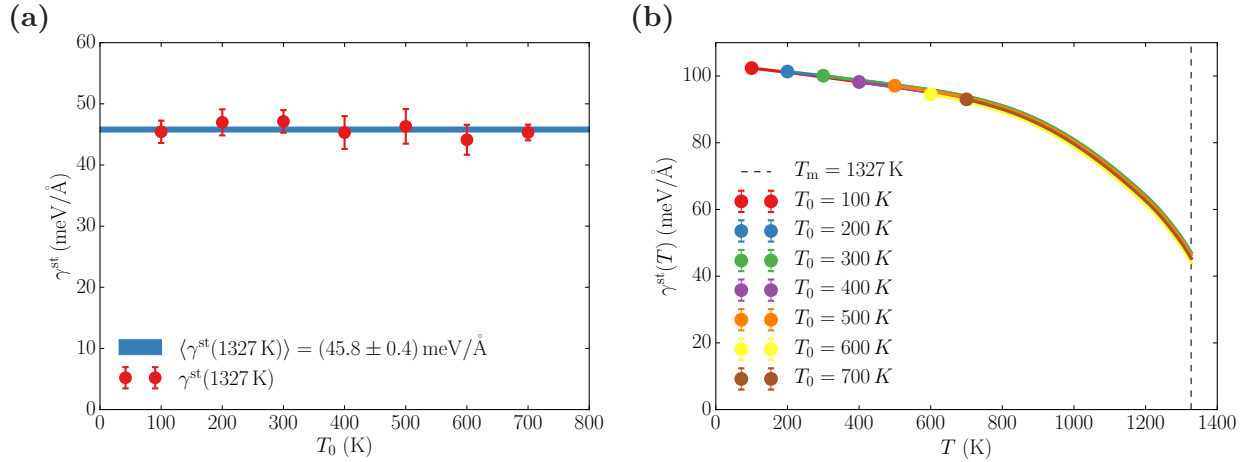 (a)
60
50
40
30
20
10
0
γ^st (meV/Å)
⟨γ^st(1327 K)⟩ = (45.8 ± 0.4) meV/Å
γ^st(1327 K)
100 200 300 400 500 600 700 800
T_0 (K)
(b)
100
80
60
40
20
0
γ^st(T) (meV/Å)
T_m = 1327 K
T_0 = 100 K
T_0 = 200 K
T_0 = 300 K
T_0 = 400 K
T_0 = 500 K
T_0 = 600 K
T_0 = 700 K
0 200 400 600 800 1000 1200 1400
T (K)